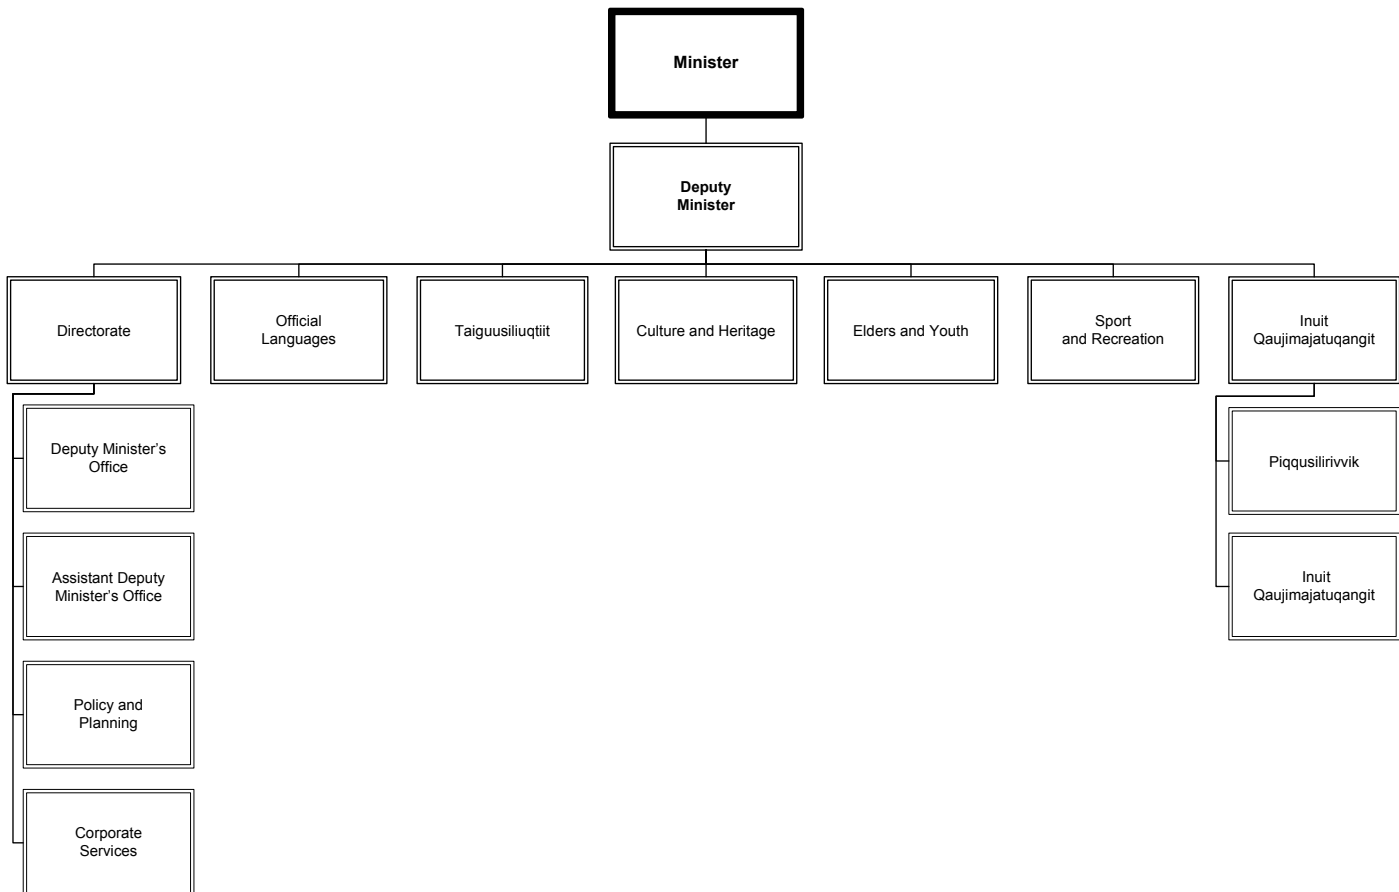 Minister
Deputy
Minister
Directorate
Official
Languages
Taiguusiliuqtiit
Culture and Heritage
Elders and Youth
Sport
and Recreation
Inuit
Qaujimajatuqangit
Deputy Minister's
Office
Assistant Deputy
Minister's Office
Policy and
Planning
Corporate
Services
Piqqusilirivvik
Inuit
Qaujimajatuqangit